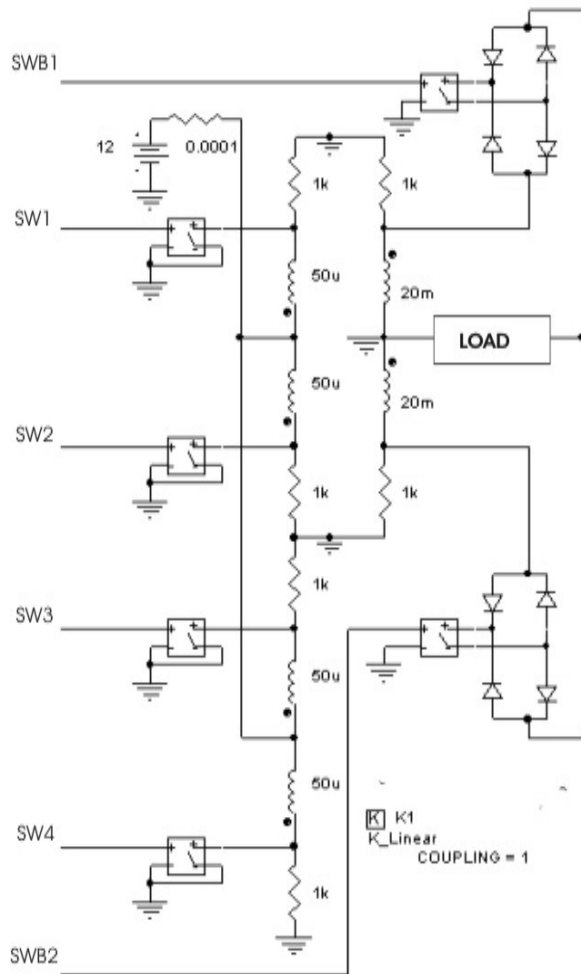 SWB1
12
0.0001
1k
1k
SW1
50u
20m
LOAD
50u
20m
SW2
1k
1k
1k
SW3
50u
50u
K K1
K_Linear
COUPLING = 1
SW4
1k
SWB2